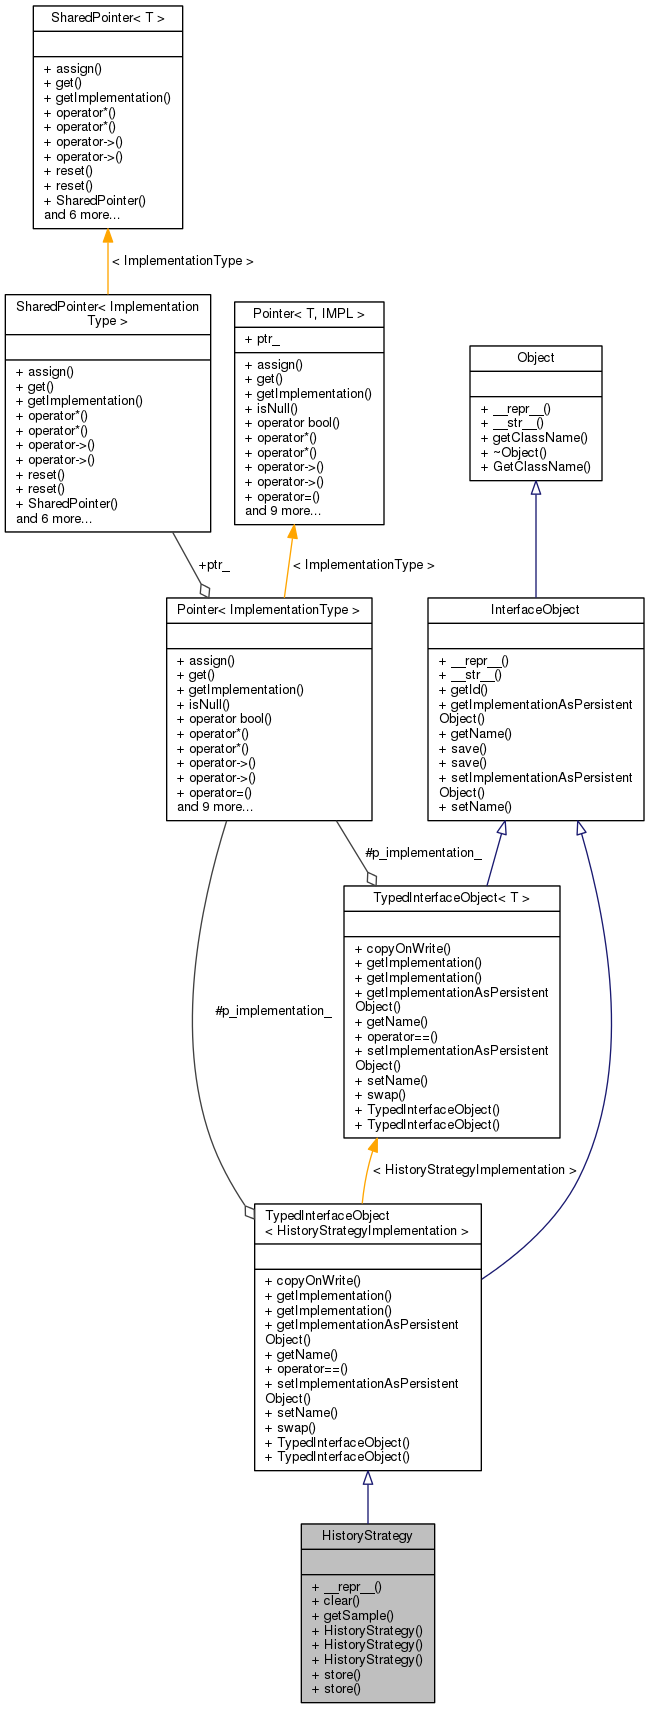 SharedPointer< T >
+ assign()
+ get()
+ getImplementation()
+ operator*()
+ operator*()
+ operator->()
+ operator->()
+ reset()
+ reset()
+ SharedPointer()
and 6 more...
< ImplementationType >
SharedPointer< Implementation
Type >
+ assign()
+ get()
+ getImplementation()
+ operator*()
+ operator*()
+ operator->()
+ operator->()
+ reset()
+ reset()
+ SharedPointer()
and 6 more...
Pointer< T, IMPL >
+ ptr_
+ assign()
+ get()
+ getImplementation()
+ isNull()
+ operator bool()
+ operator*()
+ operator*()
+ operator->()
+ operator->()
+ operator=()
and 9 more...
Object
+ __repr__()
+ __str__()
+ getClassName()
+ ~Object()
+ GetClassName()
+ptr_
< ImplementationType >
Pointer< ImplementationType >
+ assign()
+ get()
+ getImplementation()
+ isNull()
+ operator bool()
+ operator*()
+ operator*()
+ operator->()
+ operator->()
+ operator=()
and 9 more...
InterfaceObject
+ __repr__()
+ __str__()
+ getId()
+ getImplementationAsPersistent
Object()
+ getName()
+ save()
+ save()
+ setImplementationAsPersistent
Object()
+ setName()
#p_implementation_
TypedInterfaceObject< T >
+ copyOnWrite()
+ getImplementation()
+ getImplementation()
+ getImplementationAsPersistent
Object()
+ getName()
+ operator==()
+ setImplementationAsPersistent
Object()
+ setName()
+ swap()
+ TypedInterfaceObject()
+ TypedInterfaceObject()
#p_implementation_
< HistoryStrategyImplementation >
TypedInterfaceObject
< HistoryStrategyImplementation >
+ copyOnWrite()
+ getImplementation()
+ getImplementation()
+ getImplementationAsPersistent
Object()
+ getName()
+ operator==()
+ setImplementationAsPersistent
Object()
+ setName()
+ swap()
+ TypedInterfaceObject()
+ TypedInterfaceObject()
HistoryStrategy
+ __repr__()
+ clear()
+ getSample()
+ HistoryStrategy()
+ HistoryStrategy()
+ HistoryStrategy()
+ store()
+ store()